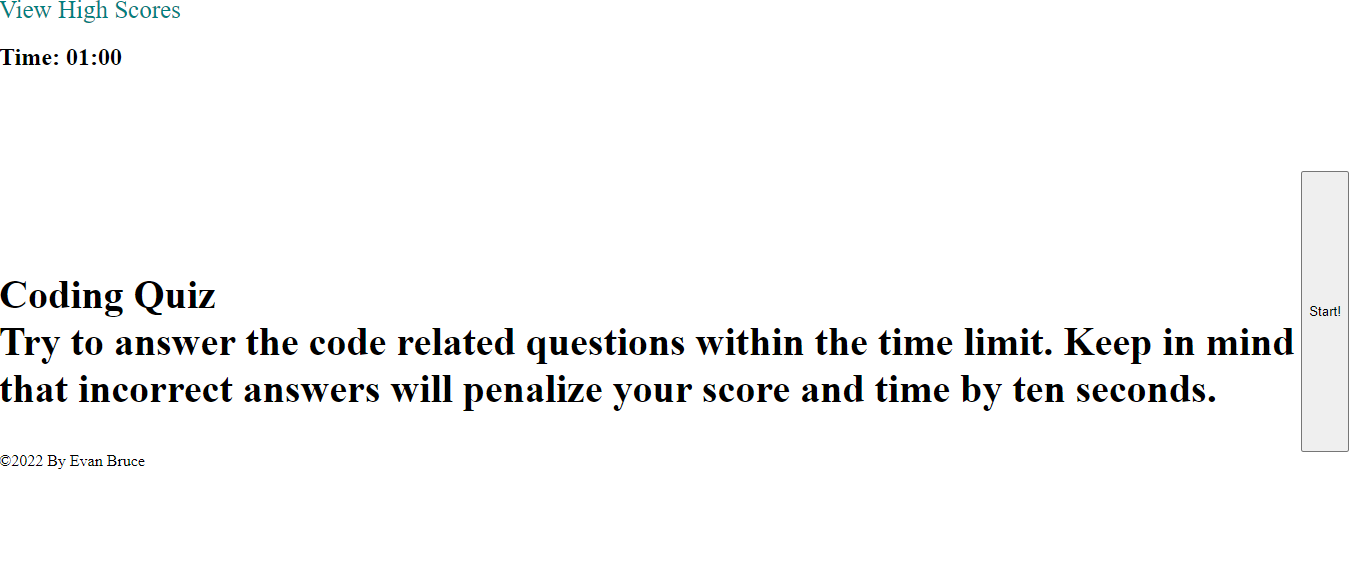 View High Scores
Time: 01:00
Coding Quiz
Try to answer the code related questions within the time limit. Keep in mind
that incorrect answers will penalize your score and time by ten seconds.
Start!
©2022 By Evan Bruce